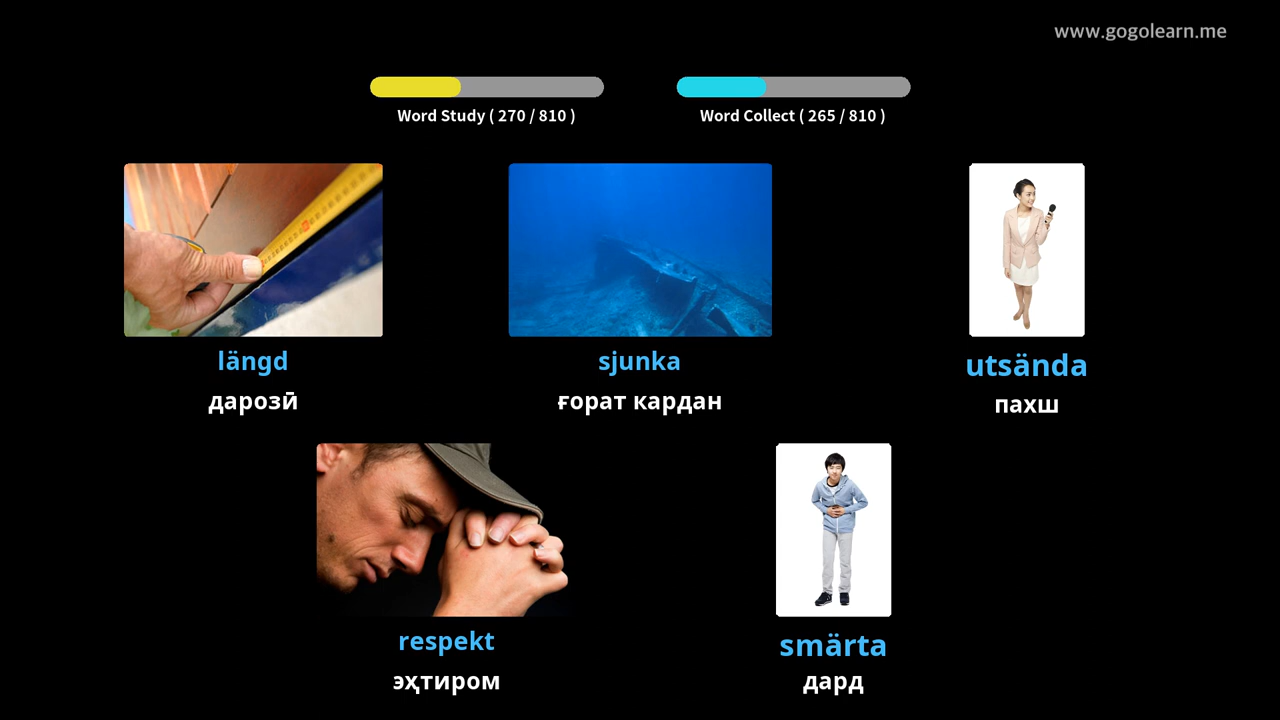 www.gogolearn.me
Word Study ( 270 / 810 )
Word Collect ( 265 / 810 )
längd
sjunka
utsända
дарозӣ
ғорат кардан
пахш
respekt
smärta
эҳтиром
дард